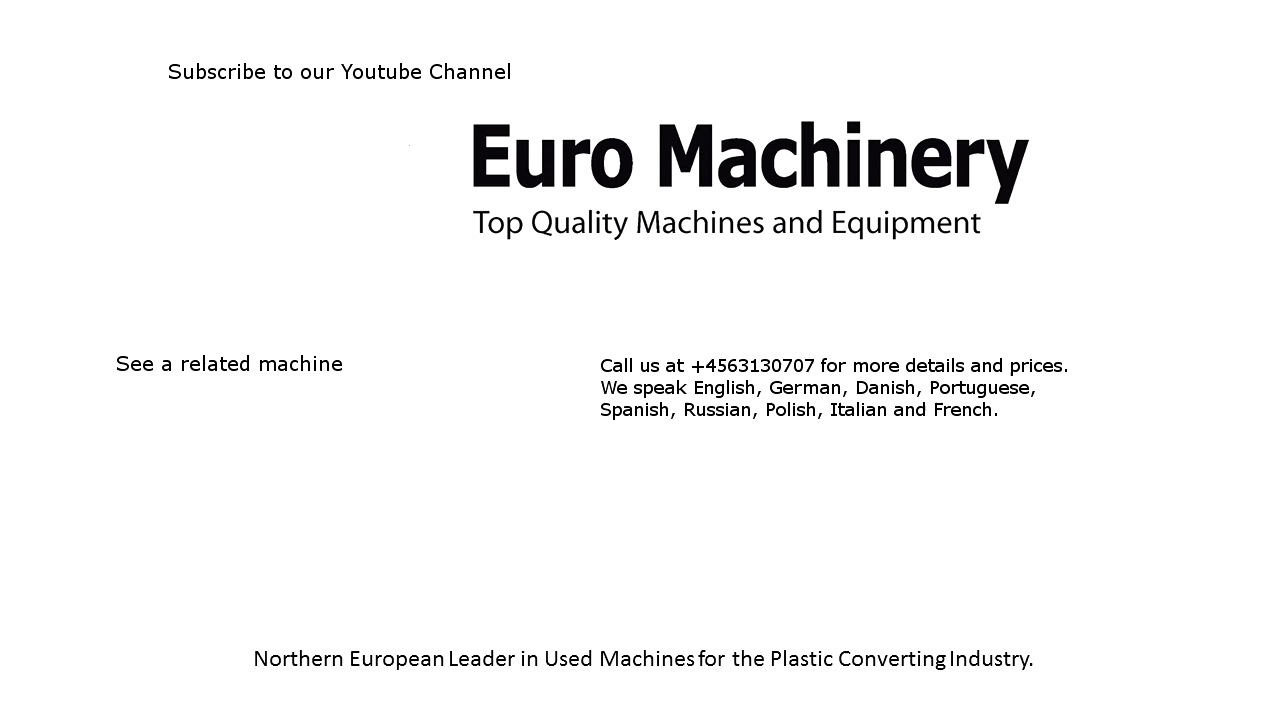 Subscribe to our Youtube Channel
Euro Machinery
Top Quality Machines and Equipment
See a related machine
Call us at +4563130707 for more details and prices.
We speak English, German, Danish, Portuguese,
Spanish, Russian, Polish, Italian and French.
Northern European Leader in Used Machines for the Plastic Converting Industry.